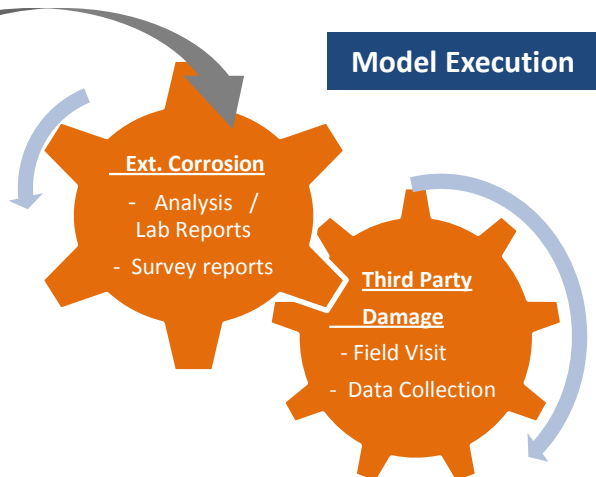 Model Execution
Ext. Corrosion
- Analysis /
Lab Reports
- Survey reports
Third Party
Damage
- Field Visit
- Data Collection